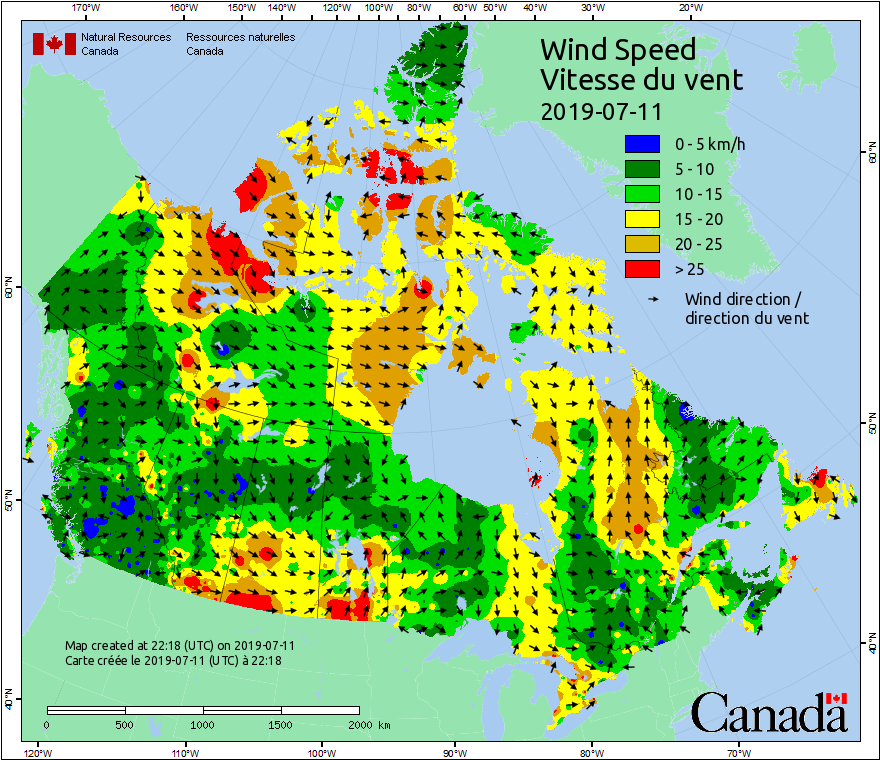 170°W 160°W 150°W 140°W 120°W 100°W 80°W 60°W 50°W 40°W 30°W 20°W
Natural Resources Ressources naturelles
Canada Canada
Wind Speed
Vitesse du vent
2019-07-11
0 - 5 km/h
5 - 10
10 - 15
15 - 20
20 - 25
> 25
Wind direction /
direction du vent
60°N
60°N
50°N
50°N
40°N
40°N
Map created at 22:18 (UTC) on 2019-07-11
Carte créée le 2019-07-11 (UTC) à 22:18
0 500 1000 1500 2000 km
Canada
120°W 110°W 100°W 90°W 80°W 70°W